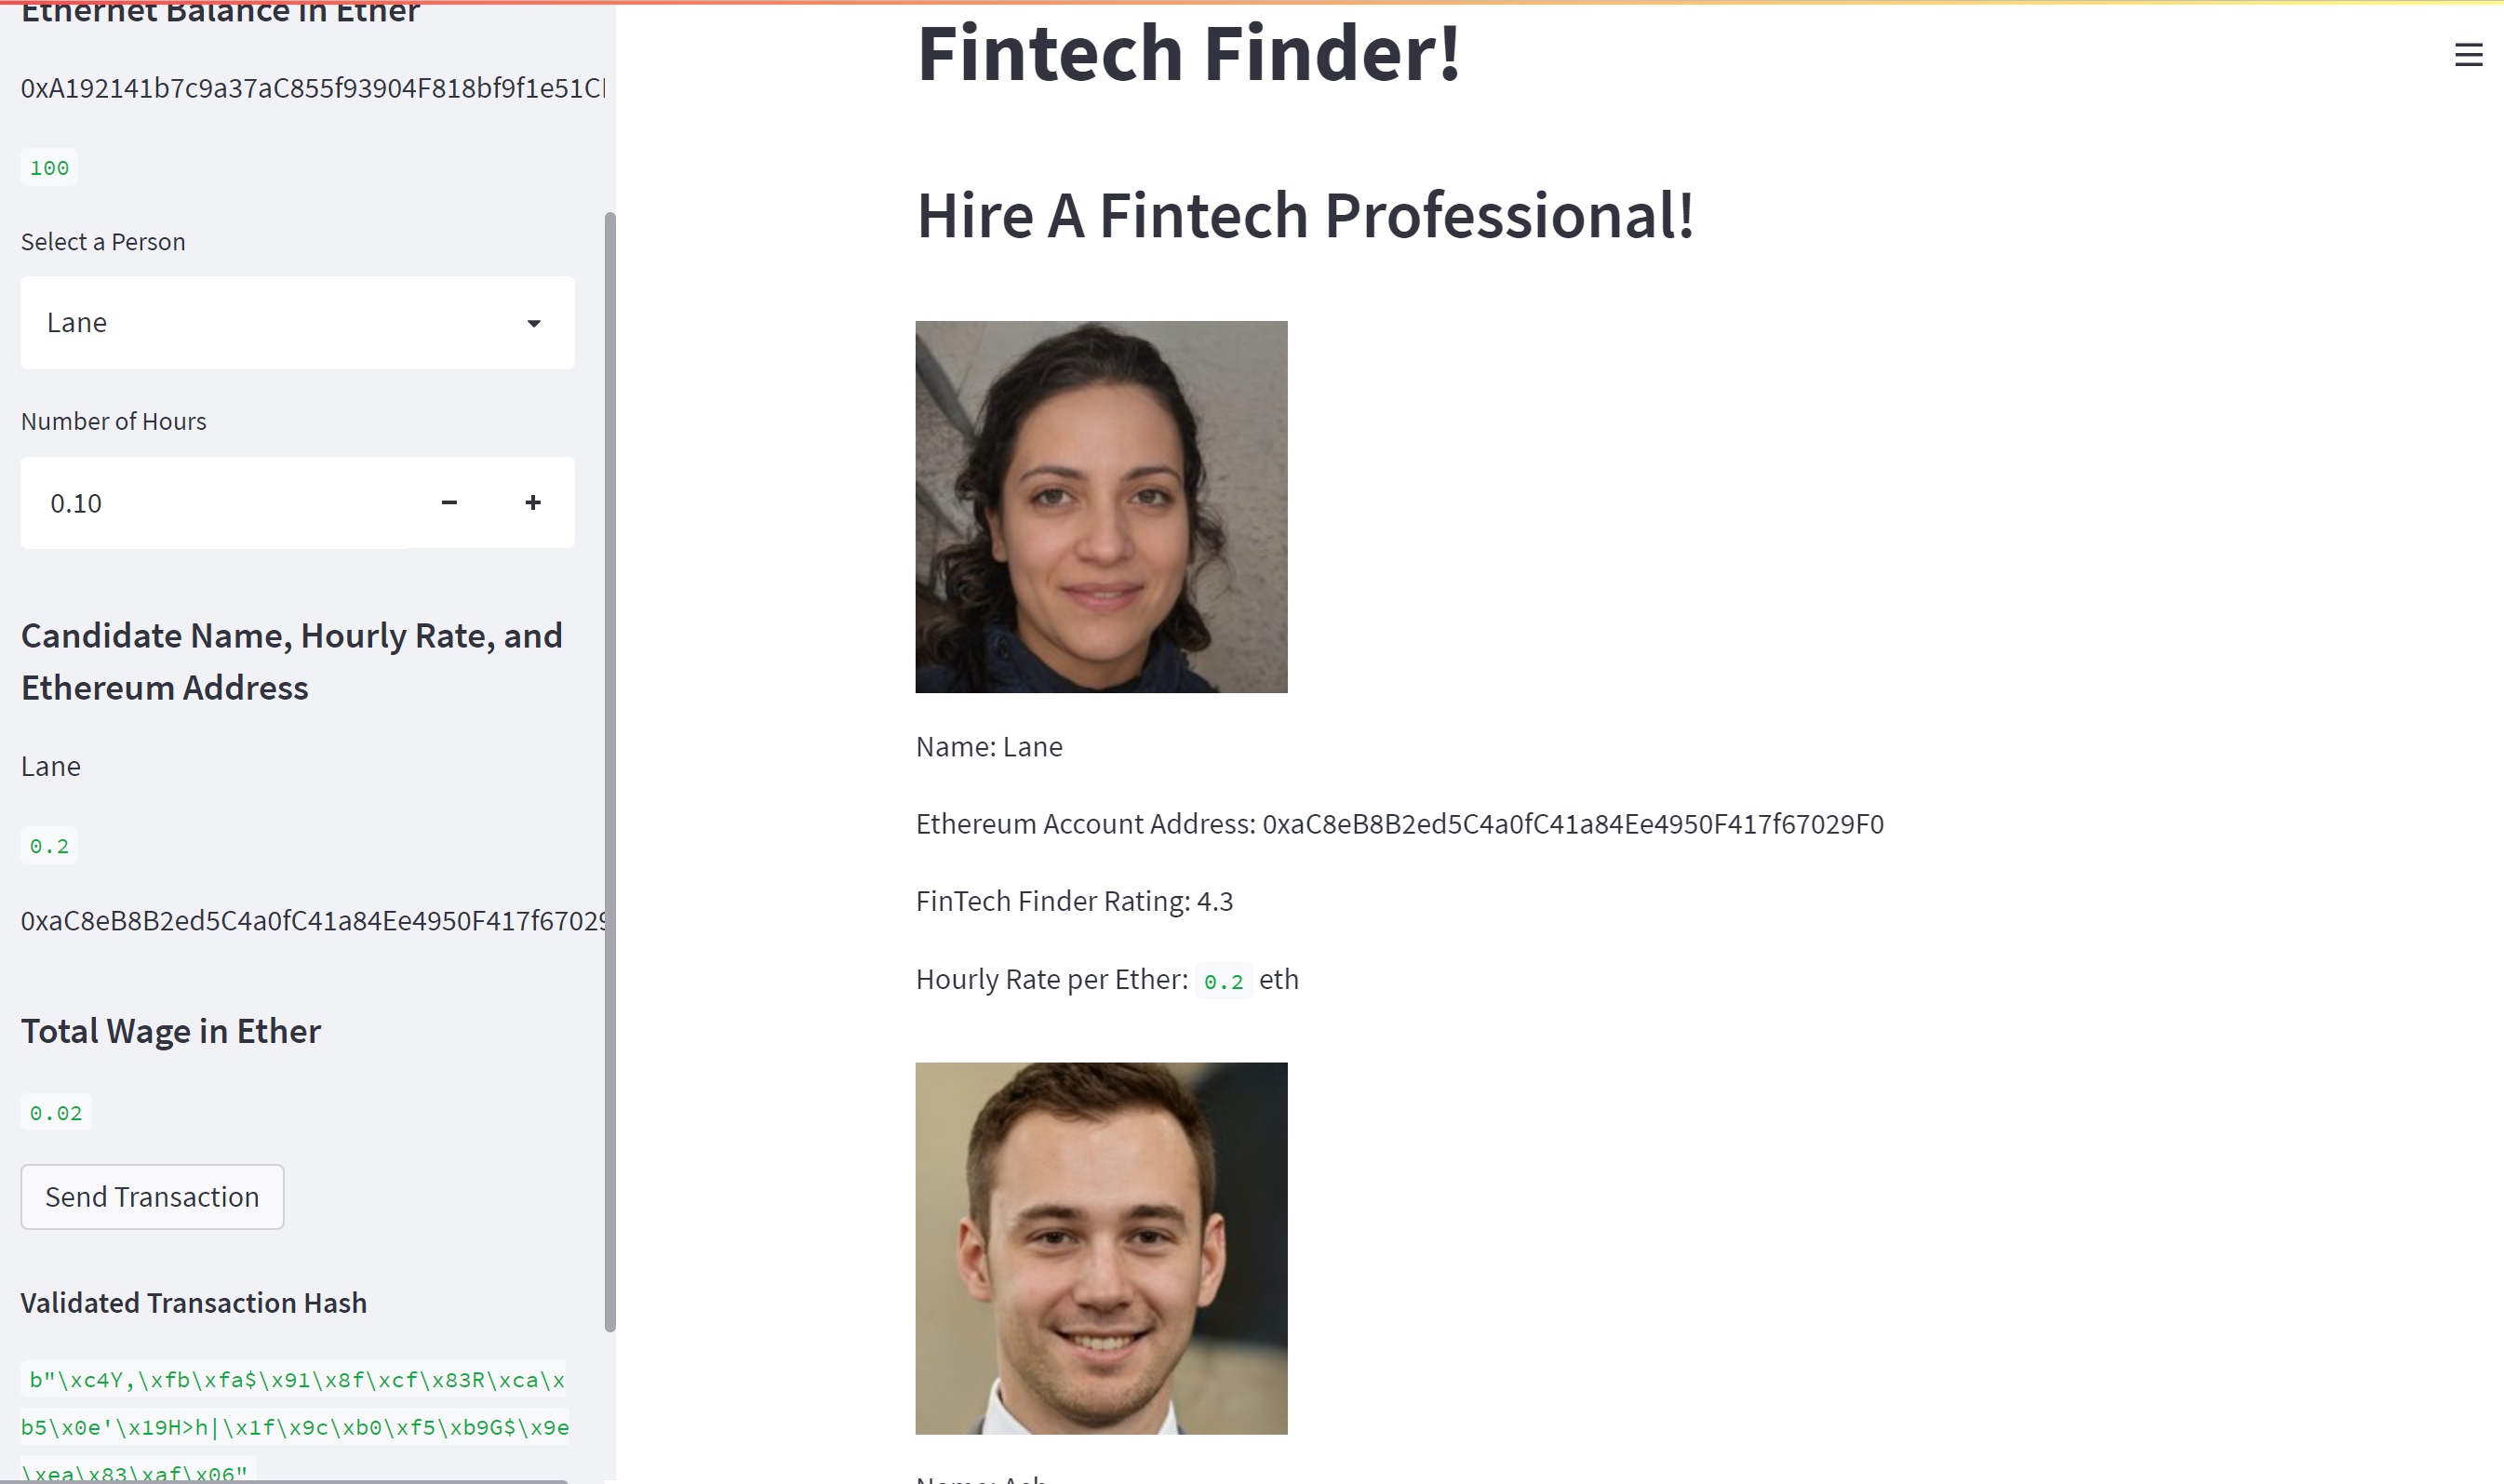 Ethernet Balance in Ether
0xA192141b7c9a37aC855f93904F818bf9f1e51C
100
Select a Person
Lane
Number of Hours
0.10
Candidate Name, Hourly Rate, and
Ethereum Address
Lane
0.2
0xaC8eB8B2ed5C4a0fC41a84Ee4950F417f67029
Total Wage in Ether
0.02
Send Transaction
Validated Transaction Hash
b"\xc4Y,\xfb\xfa$\x91\x8f\xcf\x83R\xca\x
b5\x0e'\x19H>h|\x1f\x9c\xb0\xf5\xb9G$\x9e
\xea\x83\xaf\x06"
Fintech Finder!
Hire A Fintech Professional!
Name: Lane
Ethereum Account Address: 0xaC8eB8B2ed5C4a0fC41a84Ee4950F417f67029F0
FinTech Finder Rating: 4.3
Hourly Rate per Ether: 0.2 eth
Name: Ash